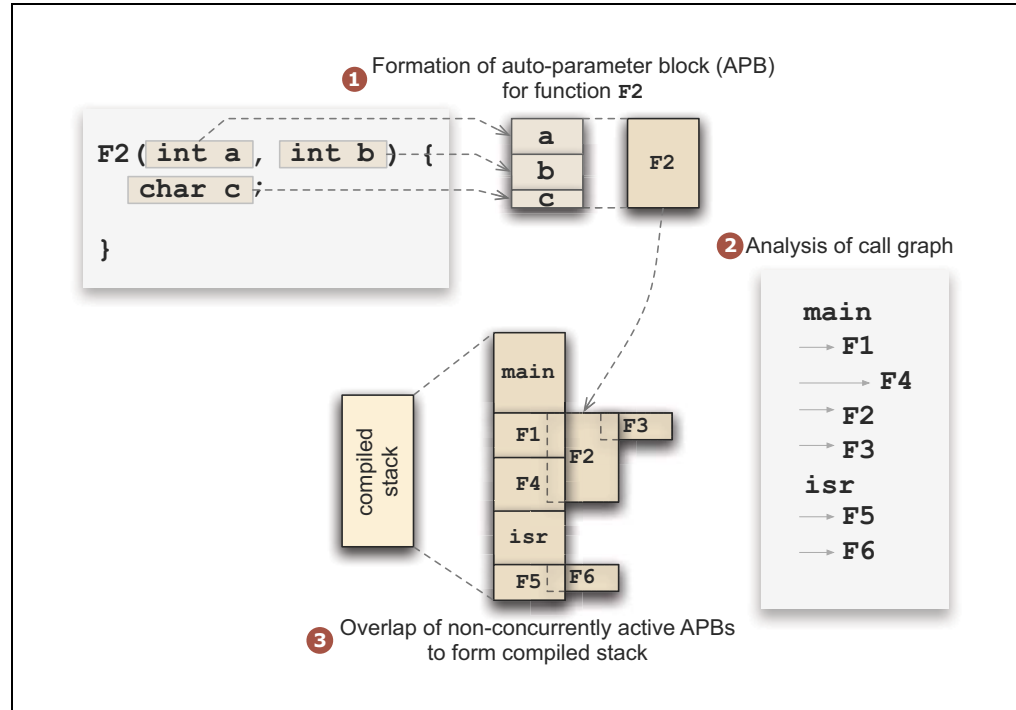 1 Formation of auto-parameter block (APB)
for function F2
F2(int a, int b) {
char c;
}
a
b
c
F2
2 Analysis of call graph
main
F1
F4
F2
F3
isr
F5
F6
compiled
stack
main
F1
F2
F3
F4
isr
F5
F6
3 Overlap of non-concurrently active APBs
to form compiled stack